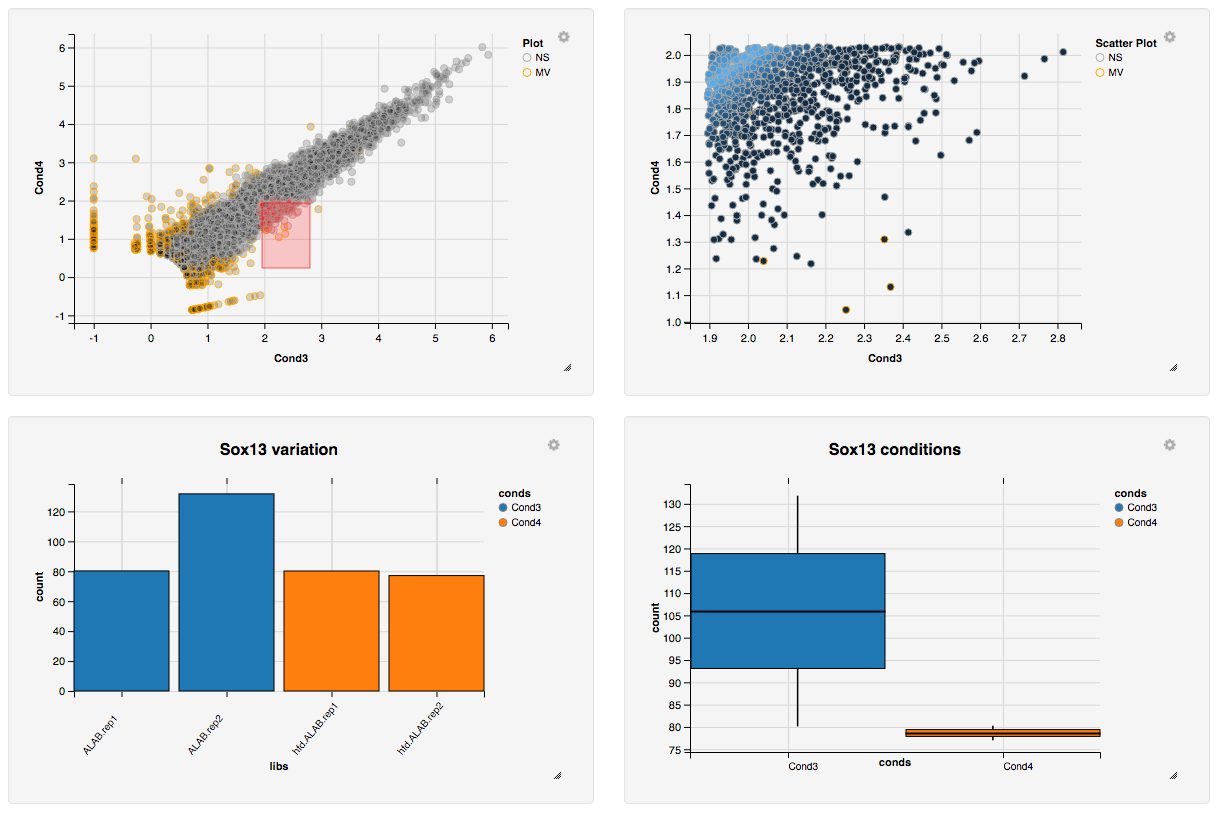 Plot
NS
MV
6
5
4
3
2
1
0
-1
Cond4
-1 0 1 2 3 4 5 6
Cond3
Scatter Plot
NS
MV
2.0
1.9
1.8
1.7
1.6
1.5
1.4
1.3
1.2
1.1
1.0
Cond4
1.9 2.0 2.1 2.2 2.3 2.4 2.5 2.6 2.7 2.8
Cond3
Sox13 variation
conds
Cond3
Cond4
120
100
80
60
40
20
0
count
ALAB.rep1 ALAB.rep2 hfd.ALAB.rep1 hfd.ALAB.rep2
libs
Sox13 conditions
conds
Cond3
Cond4
130
125
120
115
110
105
100
95
90
85
80
75
count
Cond3 Cond4
conds